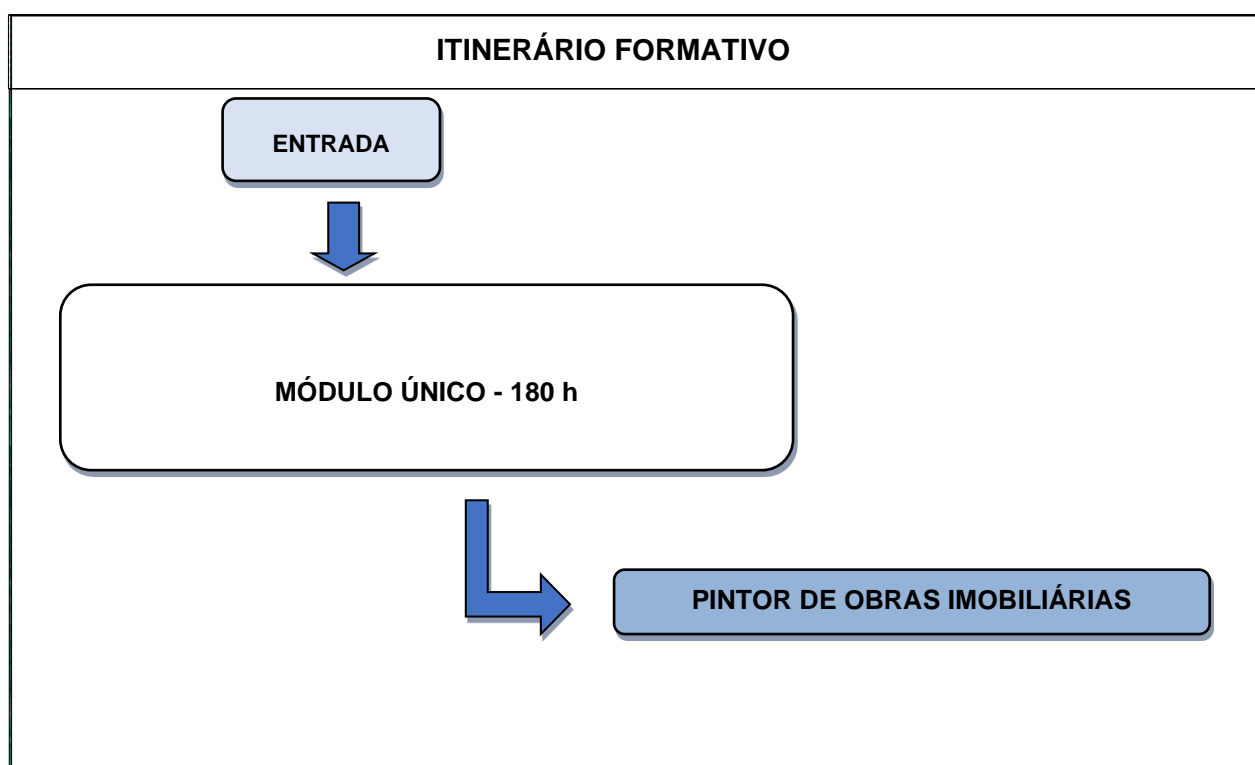 ITINERÁRIO FORMATIVO
ENTRADA
MÓDULO ÚNICO - 180 h
PINTOR DE OBRAS IMOBILIÁRIAS